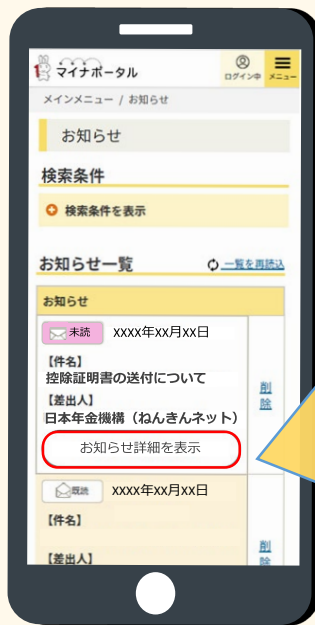 マイナポータル
ログイン中 メニュー
メインメニュー / お知らせ
お知らせ
検索条件
検索条件を表示
お知らせ一覧 一覧を再読込
お知らせ
未読 XXXX年XX月XX日
【件名】
控除証明書の送付について
【差出人】
日本年金機構（ねんきんネット）
お知らせ詳細を表示
削除
既読 XXXX年XX月XX日
【件名】
【差出人】
削除